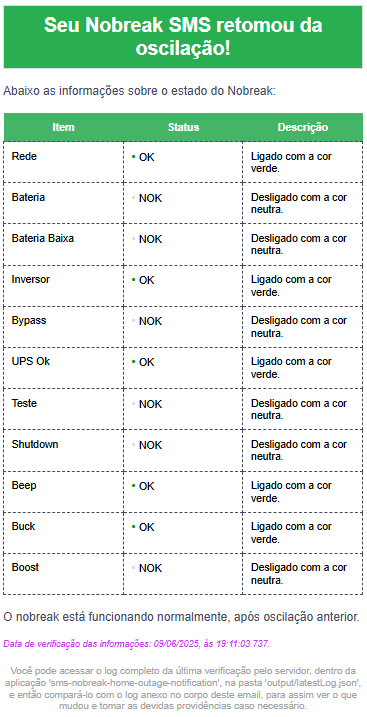 Seu Nobreak SMS retomou da
oscilação!
Abaixo as informações sobre o estado do Nobreak:
Item Status Descrição
Rede • OK Ligado com a cor
verde.
Bateria • NOK Desligado com a cor
neutra.
Bateria Baixa • NOK Desligado com a cor
neutra.
Inversor • OK Ligado com a cor
verde.
Bypass • NOK Desligado com a cor
neutra.
UPS Ok • OK Ligado com a cor
verde.
Teste • NOK Desligado com a cor
neutra.
Shutdown • NOK Desligado com a cor
neutra.
Beep • OK Ligado com a cor
verde.
Buck • OK Ligado com a cor
verde.
Boost • NOK Desligado com a cor
neutra.
O nobreak está funcionando normalmente, após oscilação anterior.
Data de verificação das informações: 09/06/2025, às 19:11:03.737.
Você pode acessar o log completo da última verificação pelo servidor, dentro da
aplicação 'sms-nobreak-home-outage-notification', na pasta 'output/latestLog.json',
e então compará-lo com o log anexo no corpo deste email, para assim ver o que
mudou e tomar as devidas providências caso necessário.